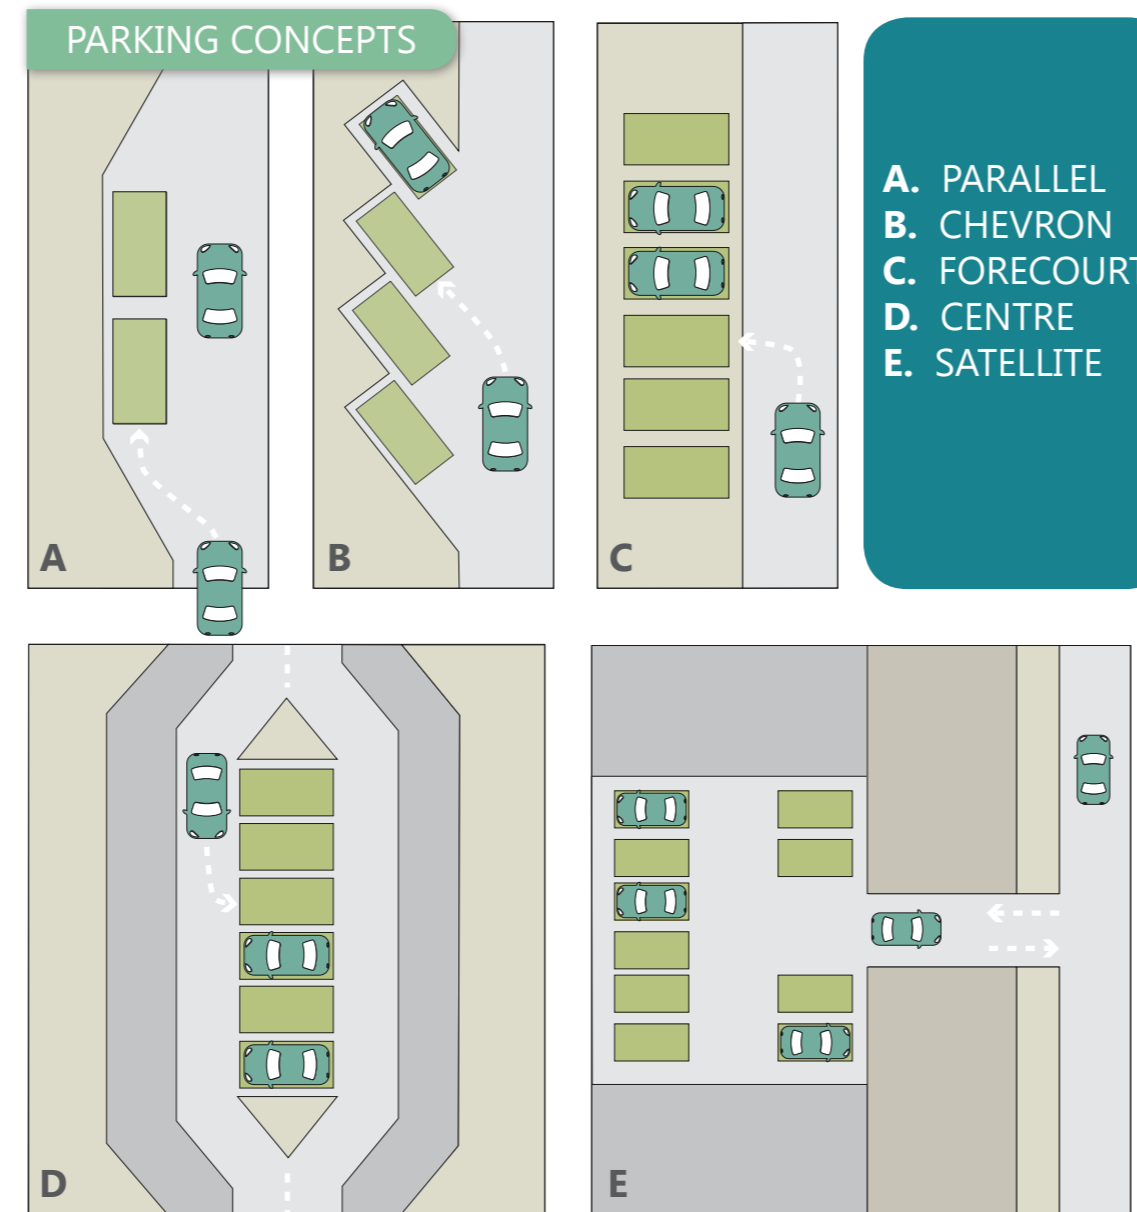 PARKING CONCEPTS
A. PARALLEL
B. CHEVRON
C. FORECOURT
D. CENTRE
E. SATELLITE
A
B
C
D
E